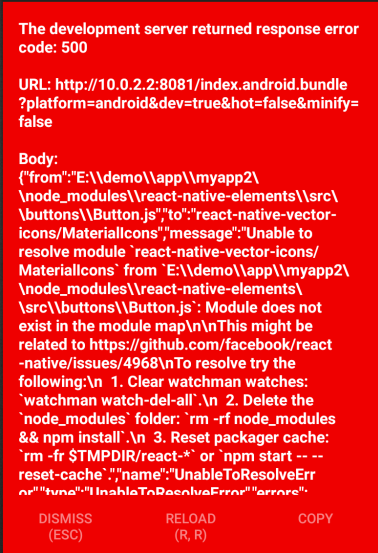 The development server returned response error
code: 500
URL: http://10.0.2.2:8081/index.android.bundle
?platform=android&dev=true&hot=false&minify=
false
Body:
{"from":"E:\\demo\\app\\myapp2\
\node_modules\\react-native-elements\\src\
\buttons\\Button.js","to":"react-native-vector-
icons/MaterialIcons","message":"Unable to
resolve module `react-native-vector-icons/
MaterialIcons` from `E:\\demo\\app\\myapp2\
\node_modules\\react-native-elements\
\src\\buttons\\Button.js`: Module does not
exist in the module map\n\nThis might be
related to https://github.com/facebook/react
-native/issues/4968\nTo resolve try the
following:\n  1. Clear watchman watches:
`watchman watch-del-all`.\n  2. Delete the
`node_modules` folder: `rm -rf node_modules
&& npm install`.\n  3. Reset packager cache:
`rm -fr $TMPDIR/react-*` or `npm start -- --
reset-cache`.","name":"UnableToResolveErr
or","type":"UnableToResolveError","errors":
DISMISS
(ESC)
RELOAD
(R, R)
COPY